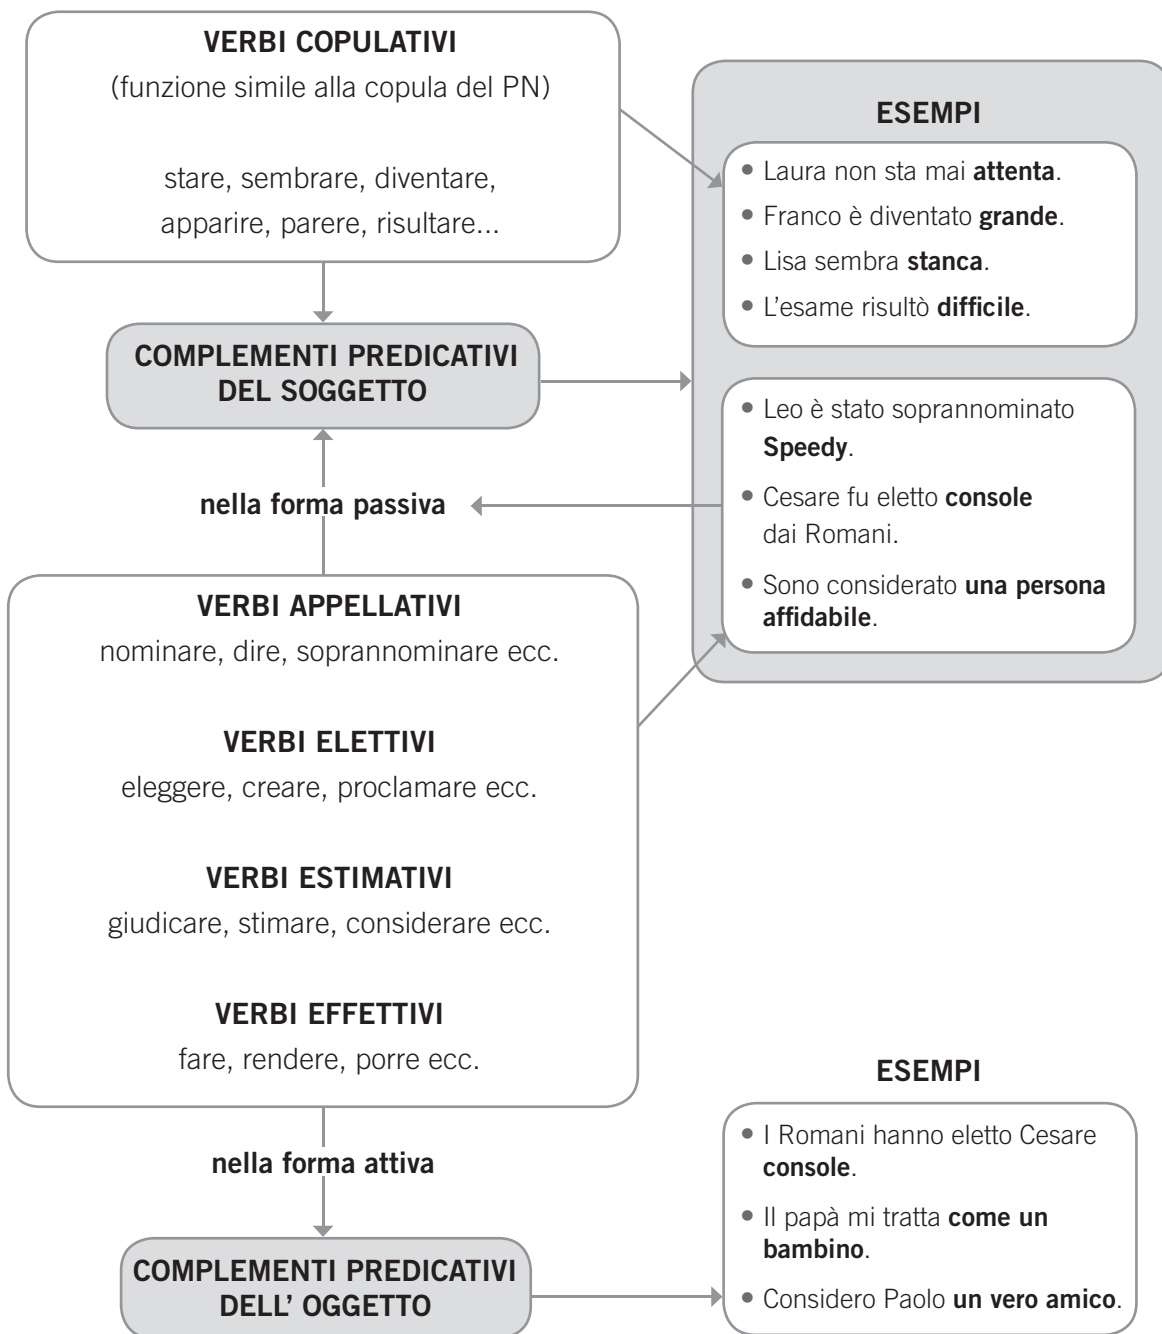 VERBI COPULATIVI
(funzione simile alla copula del PN)
stare, sembrare, diventare,
apparire, parere, risultare...
COMPLEMENTI PREDICATIVI
DEL SOGGETTO
ESEMPI
• Laura non sta mai attenta.
• Franco è diventato grande.
• Lisa sembra stanca.
• L'esame risultò difficile.
• Leo è stato soprannominato
Speedy.
• Cesare fu eletto console
dai Romani.
• Sono considerato una persona
affidabile.
nella forma passiva
VERBI APPELLATIVI
nominare, dire, soprannominare ecc.
VERBI ELETTIVI
eleggere, creare, proclamare ecc.
VERBI ESTIMATIVI
giudicare, stimare, considerare ecc.
VERBI EFFETTIVI
fare, rendere, porre ecc.
nella forma attiva
COMPLEMENTI PREDICATIVI
DELL' OGGETTO
ESEMPI
• I Romani hanno eletto Cesare
console.
• Il papà mi tratta come un
bambino.
• Considero Paolo un vero amico.